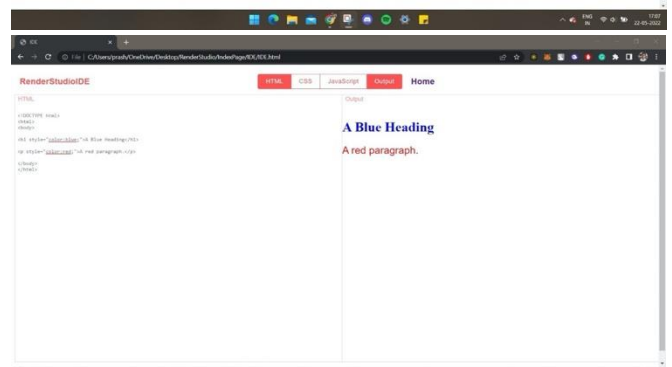 ENG
IN
17:07
22-05-2022
IDE
File C:/Users/prash/OneDrive/Desktop/RenderStudio/IndexPage/IDE/IDE.html
RenderStudioIDE
HTML CSS JavaScript Output Home
HTML
Output
<!DOCTYPE html>
<html>
<body>
<h1 style="color:blue;">A Blue Heading</h1>
<p style="color:red;">A red paragraph.</p>
</body>
</html>
A Blue Heading
A red paragraph.